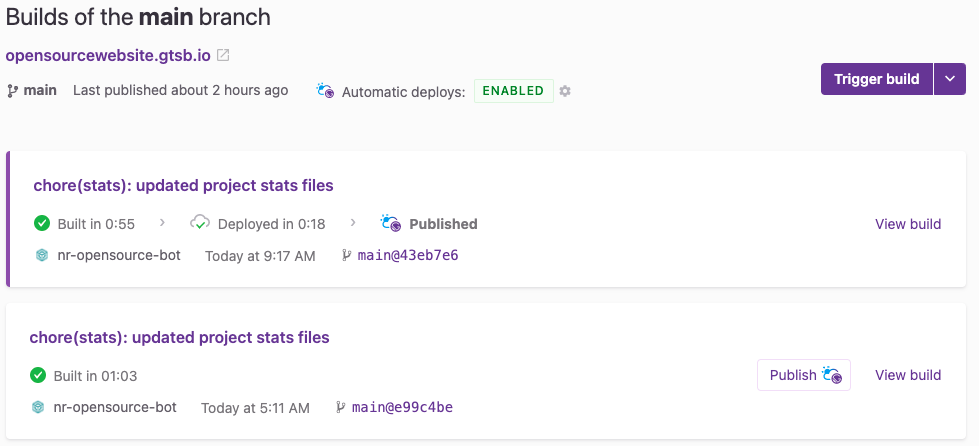 Builds of the main branch
opensourcewebsite.gtsb.io
main Last published about 2 hours ago Automatic deploys: ENABLED
Trigger build
chore(stats): updated project stats files
Built in 0:55 > Deployed in 0:18 > Published View build
nr-opensource-bot Today at 9:17 AM main@43eb7e6
chore(stats): updated project stats files
Built in 01:03 Publish View build
nr-opensource-bot Today at 5:11 AM main@e99c4be